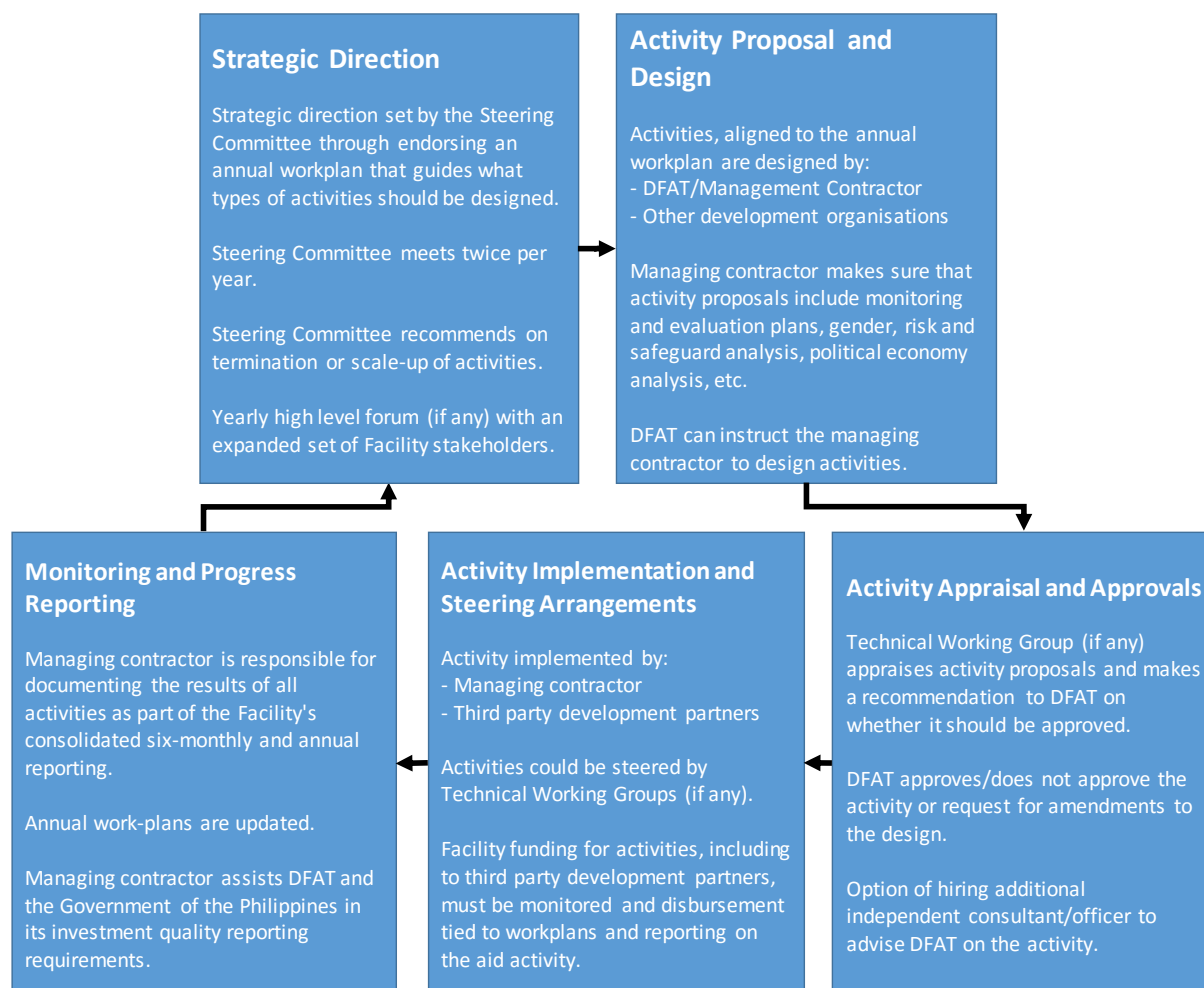 Strategic Direction
Strategic direction set by the Steering
Committee through endorsing an
annual workplan that guides what
types of activities should be designed.
Steering Committee meets twice per
year.
Steering Committee recommends on
termination or scale-up of activities.
Yearly high level forum (if any) with an
expanded set of Facility stakeholders.
Activity Proposal and
Design
Activities, aligned to the annual
workplan are designed by:
- DFAT/Management Contractor
- Other development organisations
Managing contractor makes sure that
activity proposals include monitoring
and evaluation plans, gender, risk and
safeguard analysis, political economy
analysis, etc.
DFAT can instruct the managing
contractor to design activities.
Activity Appraisal and Approvals
Technical Working Group (if any)
appraises activity proposals and makes
a recommendation to DFAT on
whether it should be approved.
DFAT approves/does not approve the
activity or request for amendments to
the design.
Option of hiring additional
independent consultant/officer to
advise DFAT on the activity.
Activity Implementation and
Steering Arrangements
Activity implemented by:
- Managing contractor
- Third party development partners
Activities could be steered by
Technical Working Groups (if any).
Facility funding for activities, including
to third party development partners,
must be monitored and disbursement
tied to workplans and reporting on
the aid activity.
Monitoring and Progress
Reporting
Managing contractor is responsible for
documenting the results of all
activities as part of the Facility's
consolidated six-monthly and annual
reporting.
Annual work-plans are updated.
Managing contractor assists DFAT and
the Government of the Philippines in
its investment quality reporting
requirements.